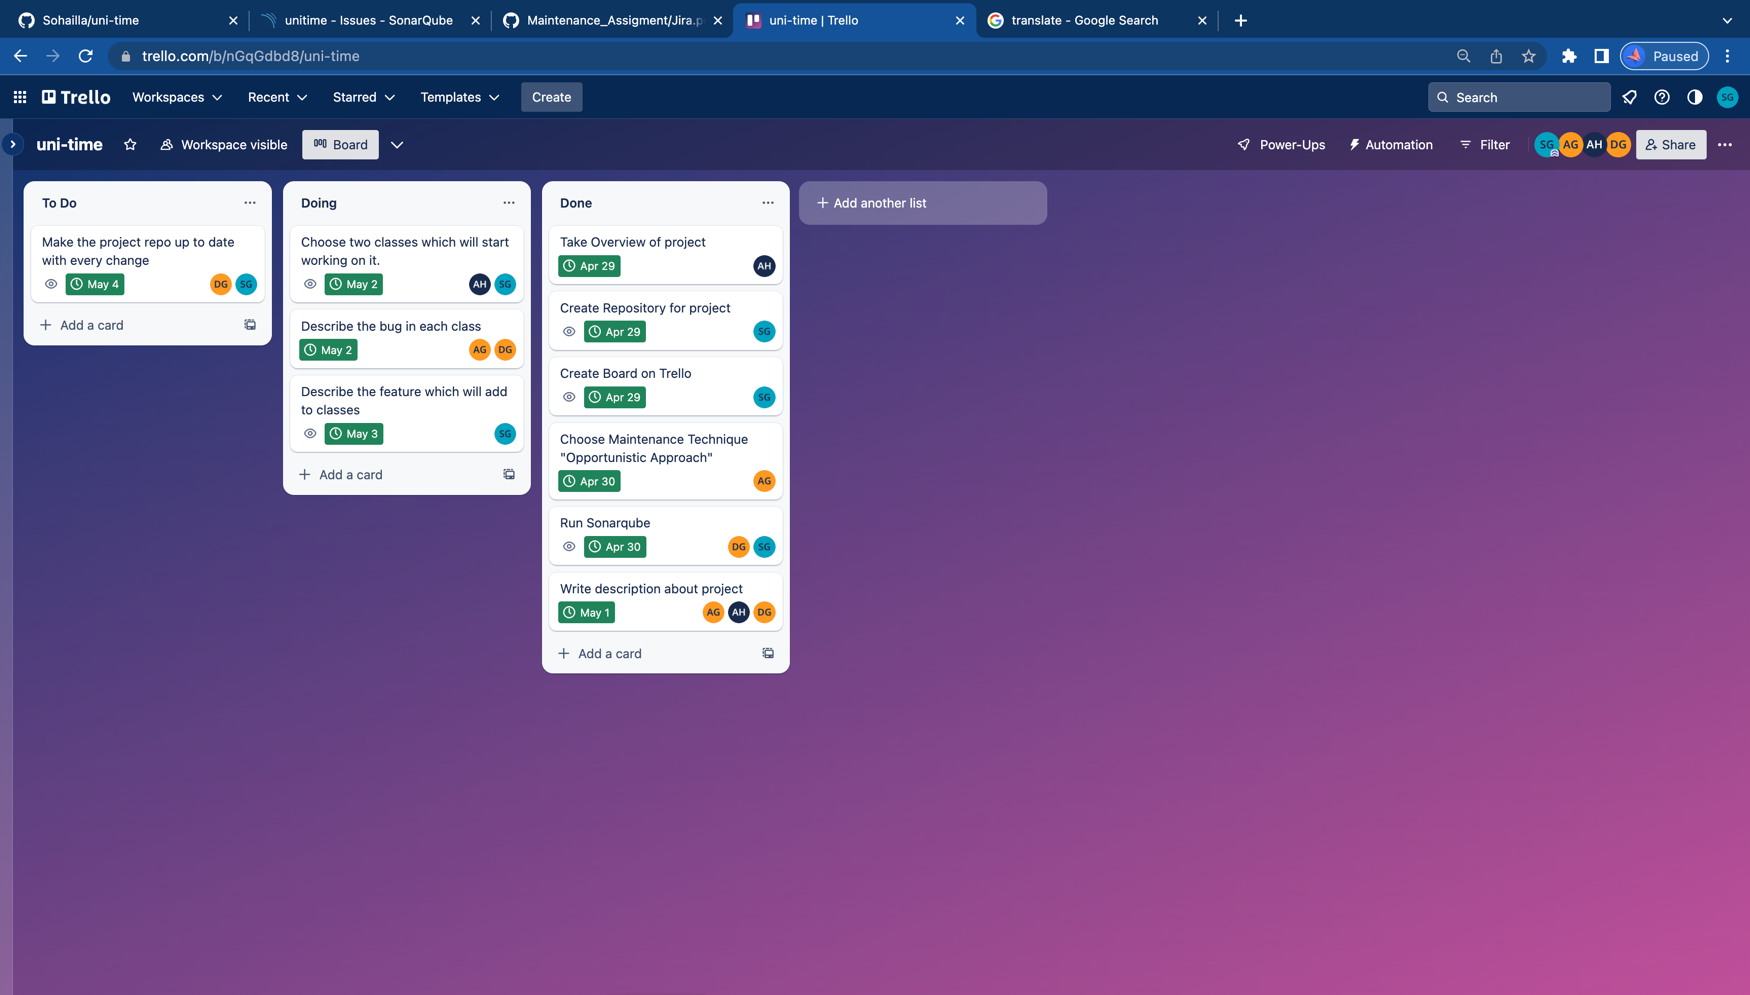 Sohailla/uni-time
unitime - Issues - SonarQube
Maintenance_Assigment/Jira.p
uni-time | Trello
translate - Google Search
trello.com/b/nGqGdbd8/uni-time
Paused
Trello
Workspaces
Recent
Starred
Templates
Create
Search
SG
uni-time
Workspace visible
Board
Power-Ups
Automation
Filter
SG
AG
AH
DG
Share
To Do
Make the project repo up to date
with every change
May 4
DG
SG
Add a card
Doing
Choose two classes which will start
working on it.
May 2
AH
SG
Describe the bug in each class
May 2
AG
DG
Describe the feature which will add
to classes
May 3
SG
Add a card
Done
Take Overview of project
Apr 29
AH
Create Repository for project
Apr 29
SG
Create Board on Trello
Apr 29
SG
Choose Maintenance Technique
"Opportunistic Approach"
Apr 30
AG
Run Sonarqube
Apr 30
DG
SG
Write description about project
May 1
AG
AH
DG
Add a card
Add another list